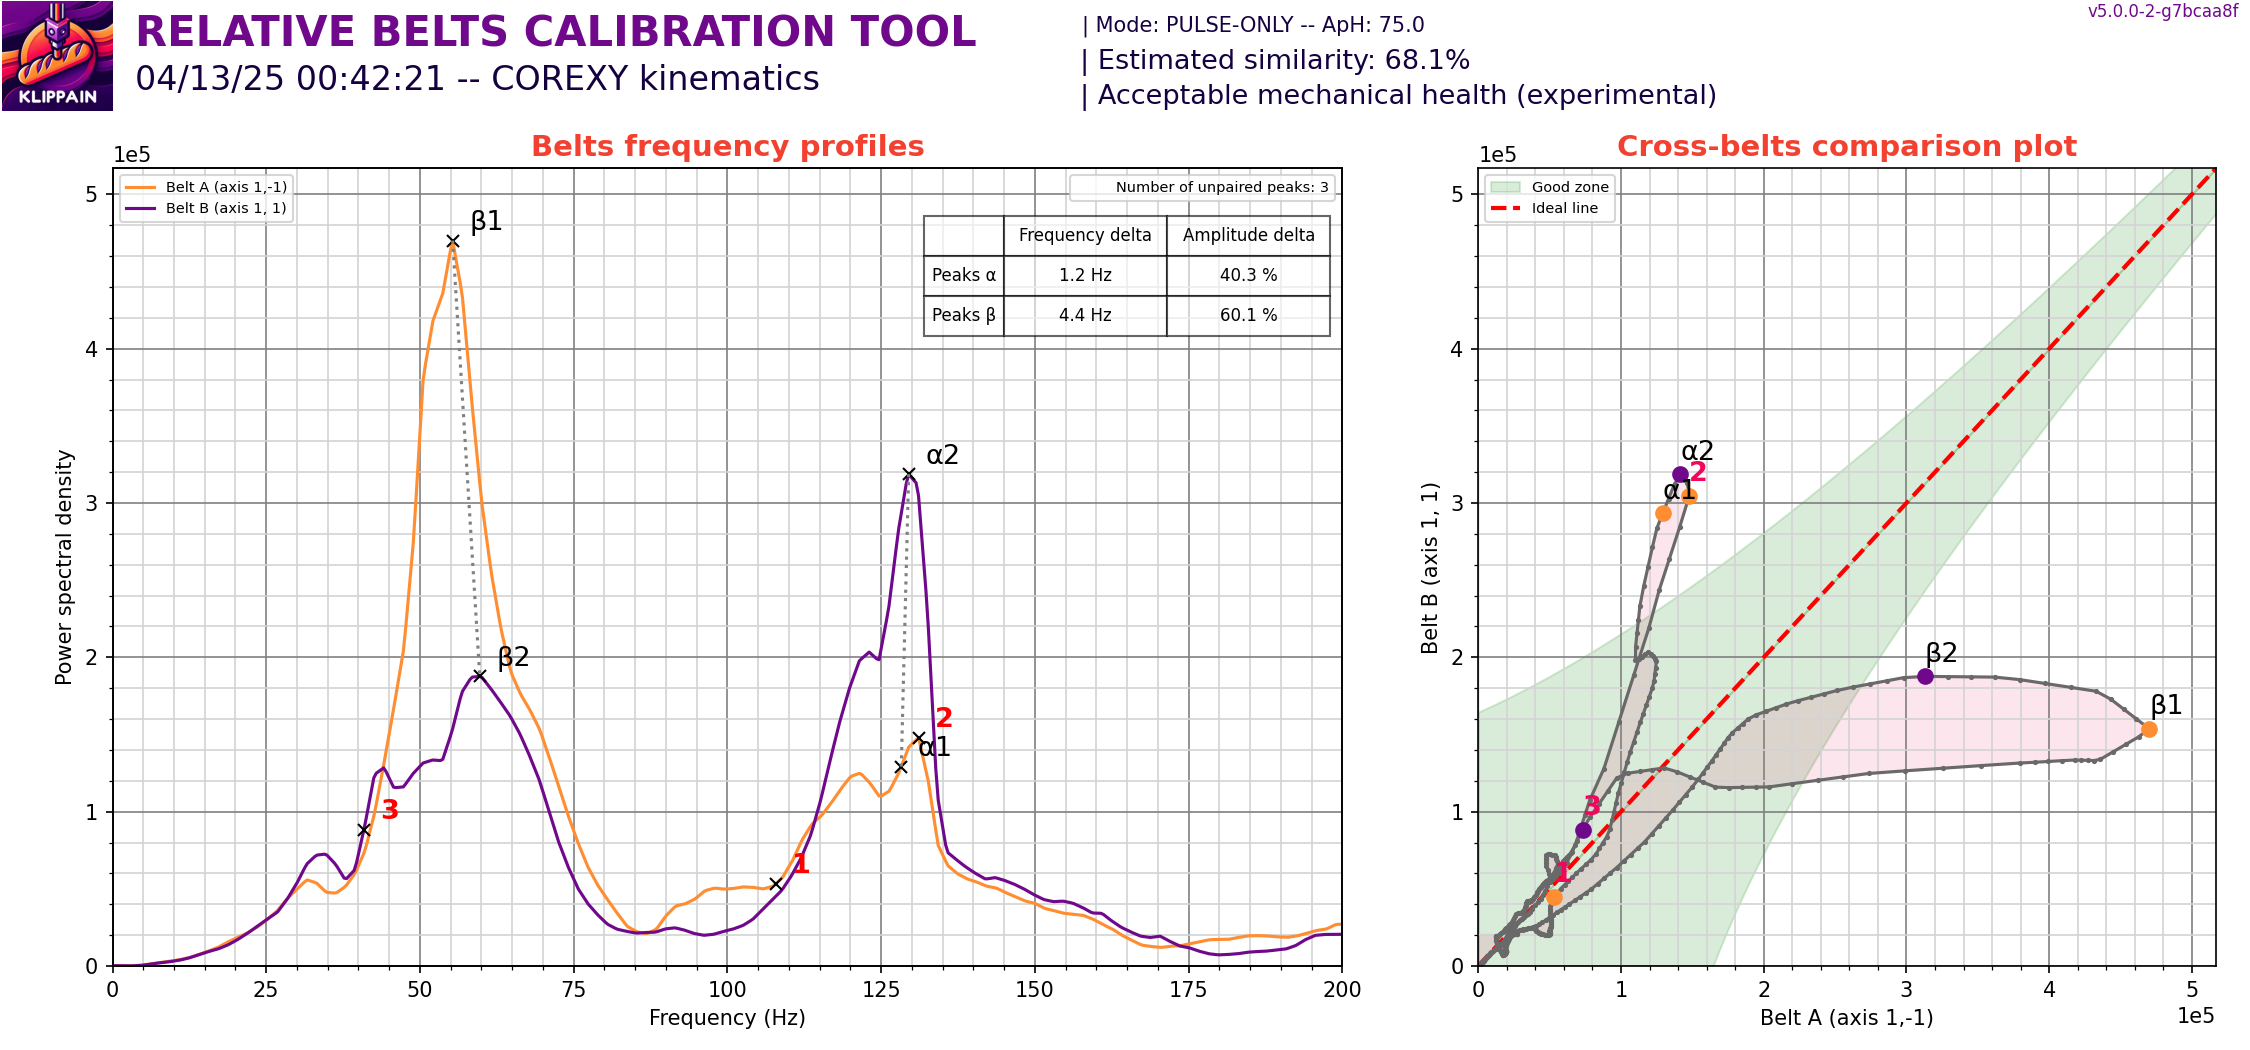 KLIPPAIN
RELATIVE BELTS CALIBRATION TOOL
04/13/25 00:42:21 -- COREXY kinematics
| Mode: PULSE-ONLY -- ApH: 75.0
| Estimated similarity: 68.1%
| Acceptable mechanical health (experimental)
v5.0.0-2-g7bcaa8f
Belts frequency profiles
1e5
Belt A (axis 1,-1)
Belt B (axis 1, 1)
Number of unpaired peaks: 3
Frequency delta Amplitude delta
Peaks α 1.2 Hz 40.3 %
Peaks β 4.4 Hz 60.1 %
β1
α2
β2
2
α1
3
1
5
4
3
2
1
0
Power spectral density
0 25 50 75 100 125 150 175 200
Frequency (Hz)
Cross-belts comparison plot
1e5
Good zone
Ideal line
α2
2
α1
β2
β1
3
1
5
4
3
2
1
0
Belt B (axis 1, 1)
0 1 2 3 4 5
Belt A (axis 1,-1)
1e5